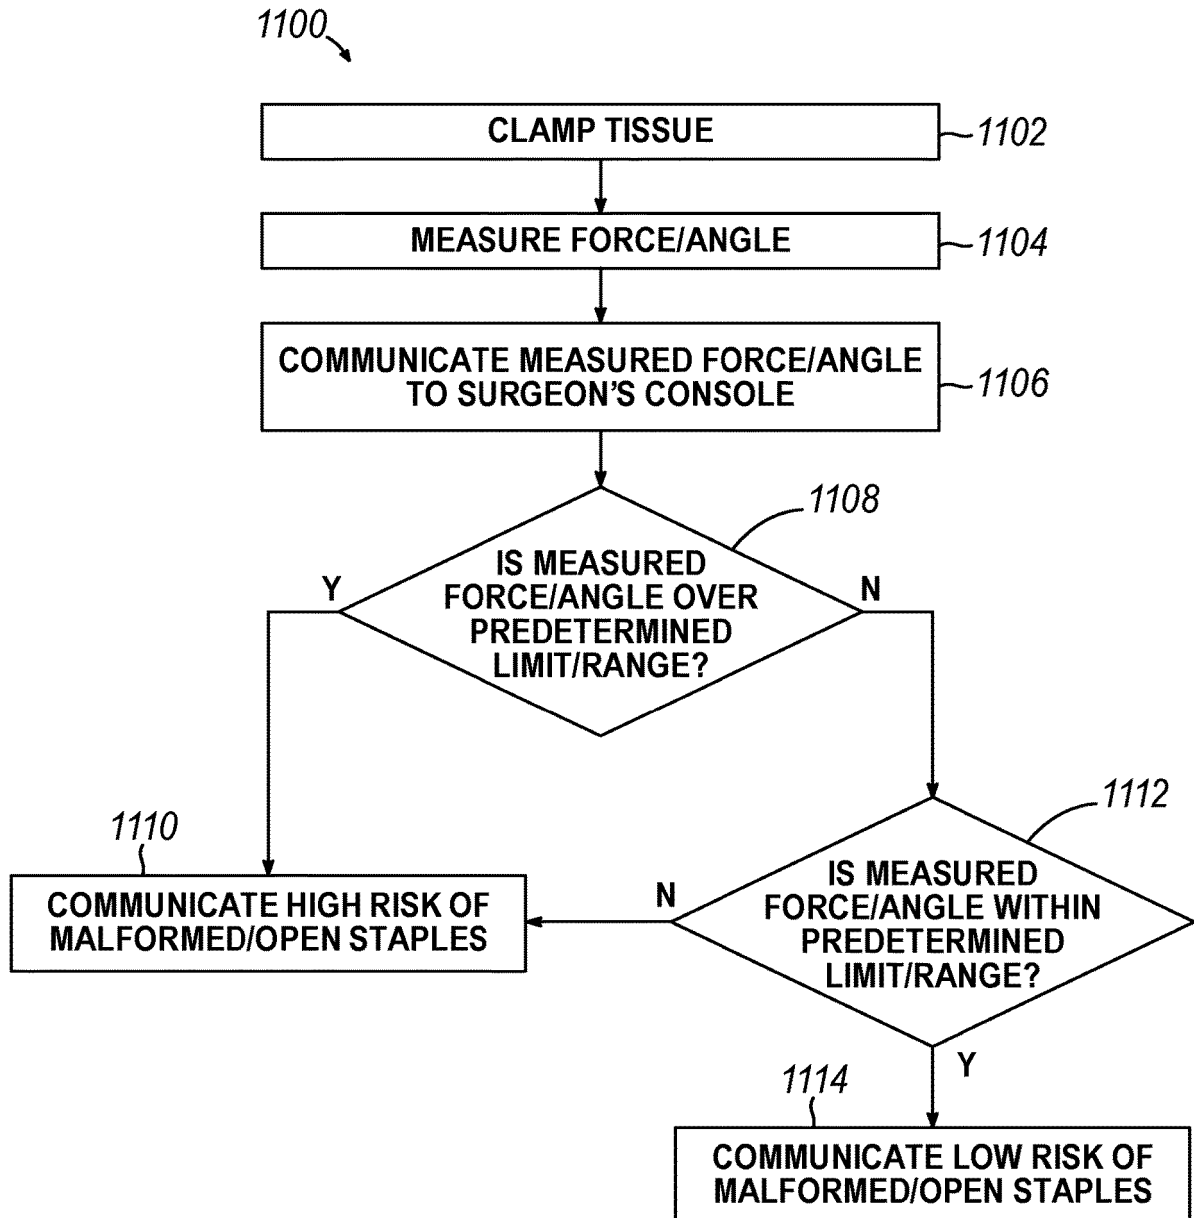 1100
CLAMP TISSUE
1102
MEASURE FORCE/ANGLE
1104
COMMUNICATE MEASURED FORCE/ANGLE
TO SURGEON'S CONSOLE
1106
1108
IS MEASURED
FORCE/ANGLE OVER
PREDETERMINED
LIMIT/RANGE?
Y
N
1110
COMMUNICATE HIGH RISK OF
MALFORMED/OPEN STAPLES
1112
IS MEASURED
FORCE/ANGLE WITHIN
PREDETERMINED
LIMIT/RANGE?
N
Y
1114
COMMUNICATE LOW RISK OF
MALFORMED/OPEN STAPLES